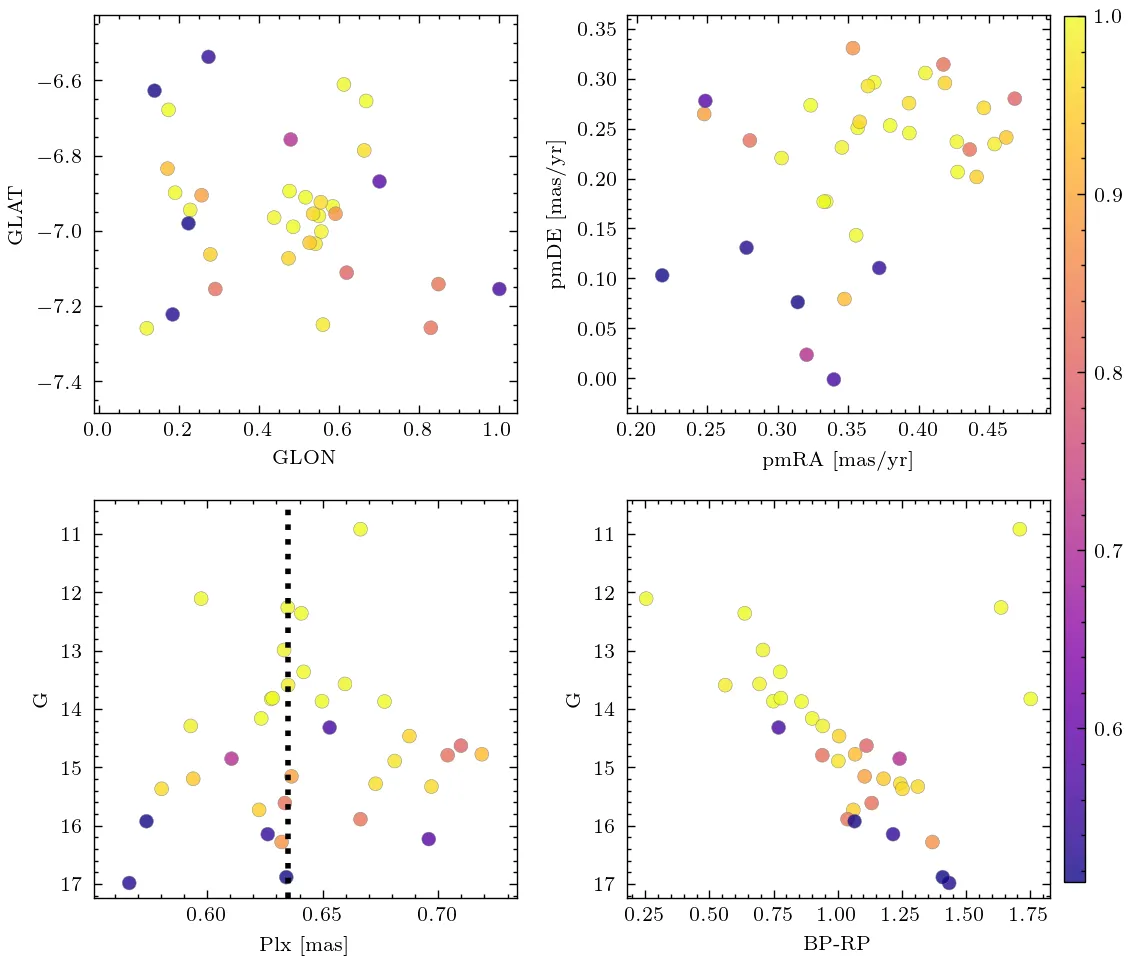 −6.6
−6.8
−7.0
−7.2
−7.4
GLAT
0.0 0.2 0.4 0.6 0.8 1.0
GLON
0.35
0.30
0.25
0.20
0.15
0.10
0.05
0.00
pmDE [mas/yr]
0.20 0.25 0.30 0.35 0.40 0.45
pmRA [mas/yr]
11
12
13
14
15
16
17
G
0.60 0.65 0.70
Plx [mas]
11
12
13
14
15
16
17
G
0.25 0.50 0.75 1.00 1.25 1.50 1.75
BP-RP
1.0
0.9
0.8
0.7
0.6